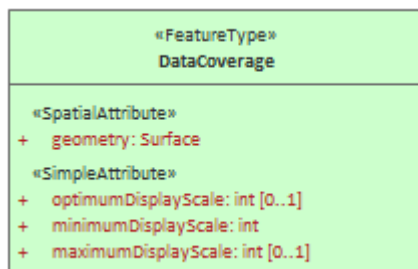 «FeatureType»
DataCoverage
«SpatialAttribute»
+ geometry: Surface
«SimpleAttribute»
+ optimumDisplayScale: int [0..1]
+ minimumDisplayScale: int
+ maximumDisplayScale: int [0..1]